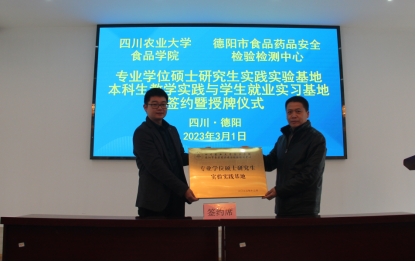 四川农业大学 德阳市食品药品安全
食品学院 检验检测中心
专业学位硕士研究生实践实验基地
本科生教学实践与学生就业实习基地
签约暨授牌仪式
四川·德阳
2023年3月1日
专业学位硕士研究生
实验实践基地
签约席